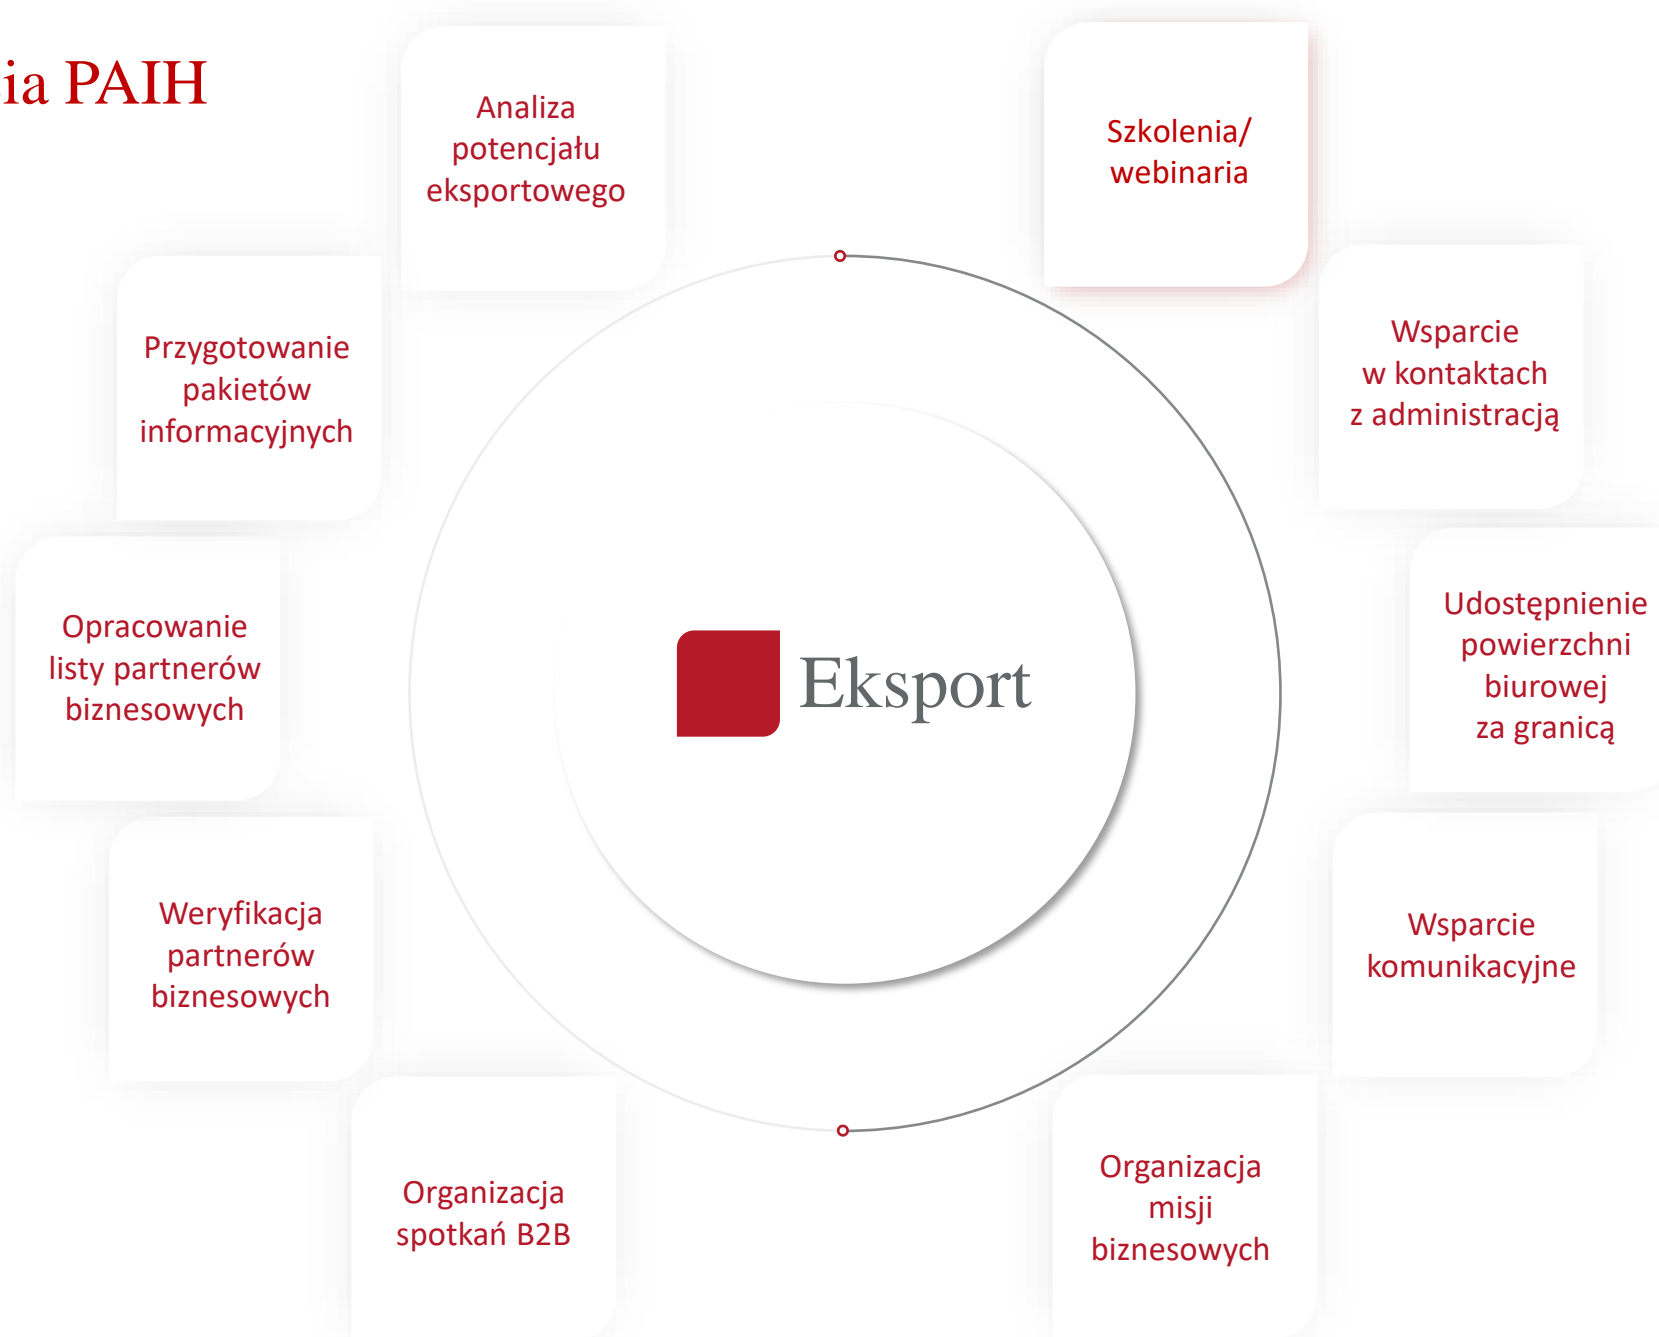 ia PAIH
Analiza
potencjału
eksportowego
Szkolenia/
webinaria
Przygotowanie
pakietów
informacyjnych
Wsparcie
w kontaktach
z administracją
Opracowanie
listy partnerów
biznesowych
Eksport
Udostępnienie
powierzchni
biurowej
za granicą
Weryfikacja
partnerów
biznesowych
Wsparcie
komunikacyjne
Organizacja
spotkań B2B
Organizacja
misji
biznesowych